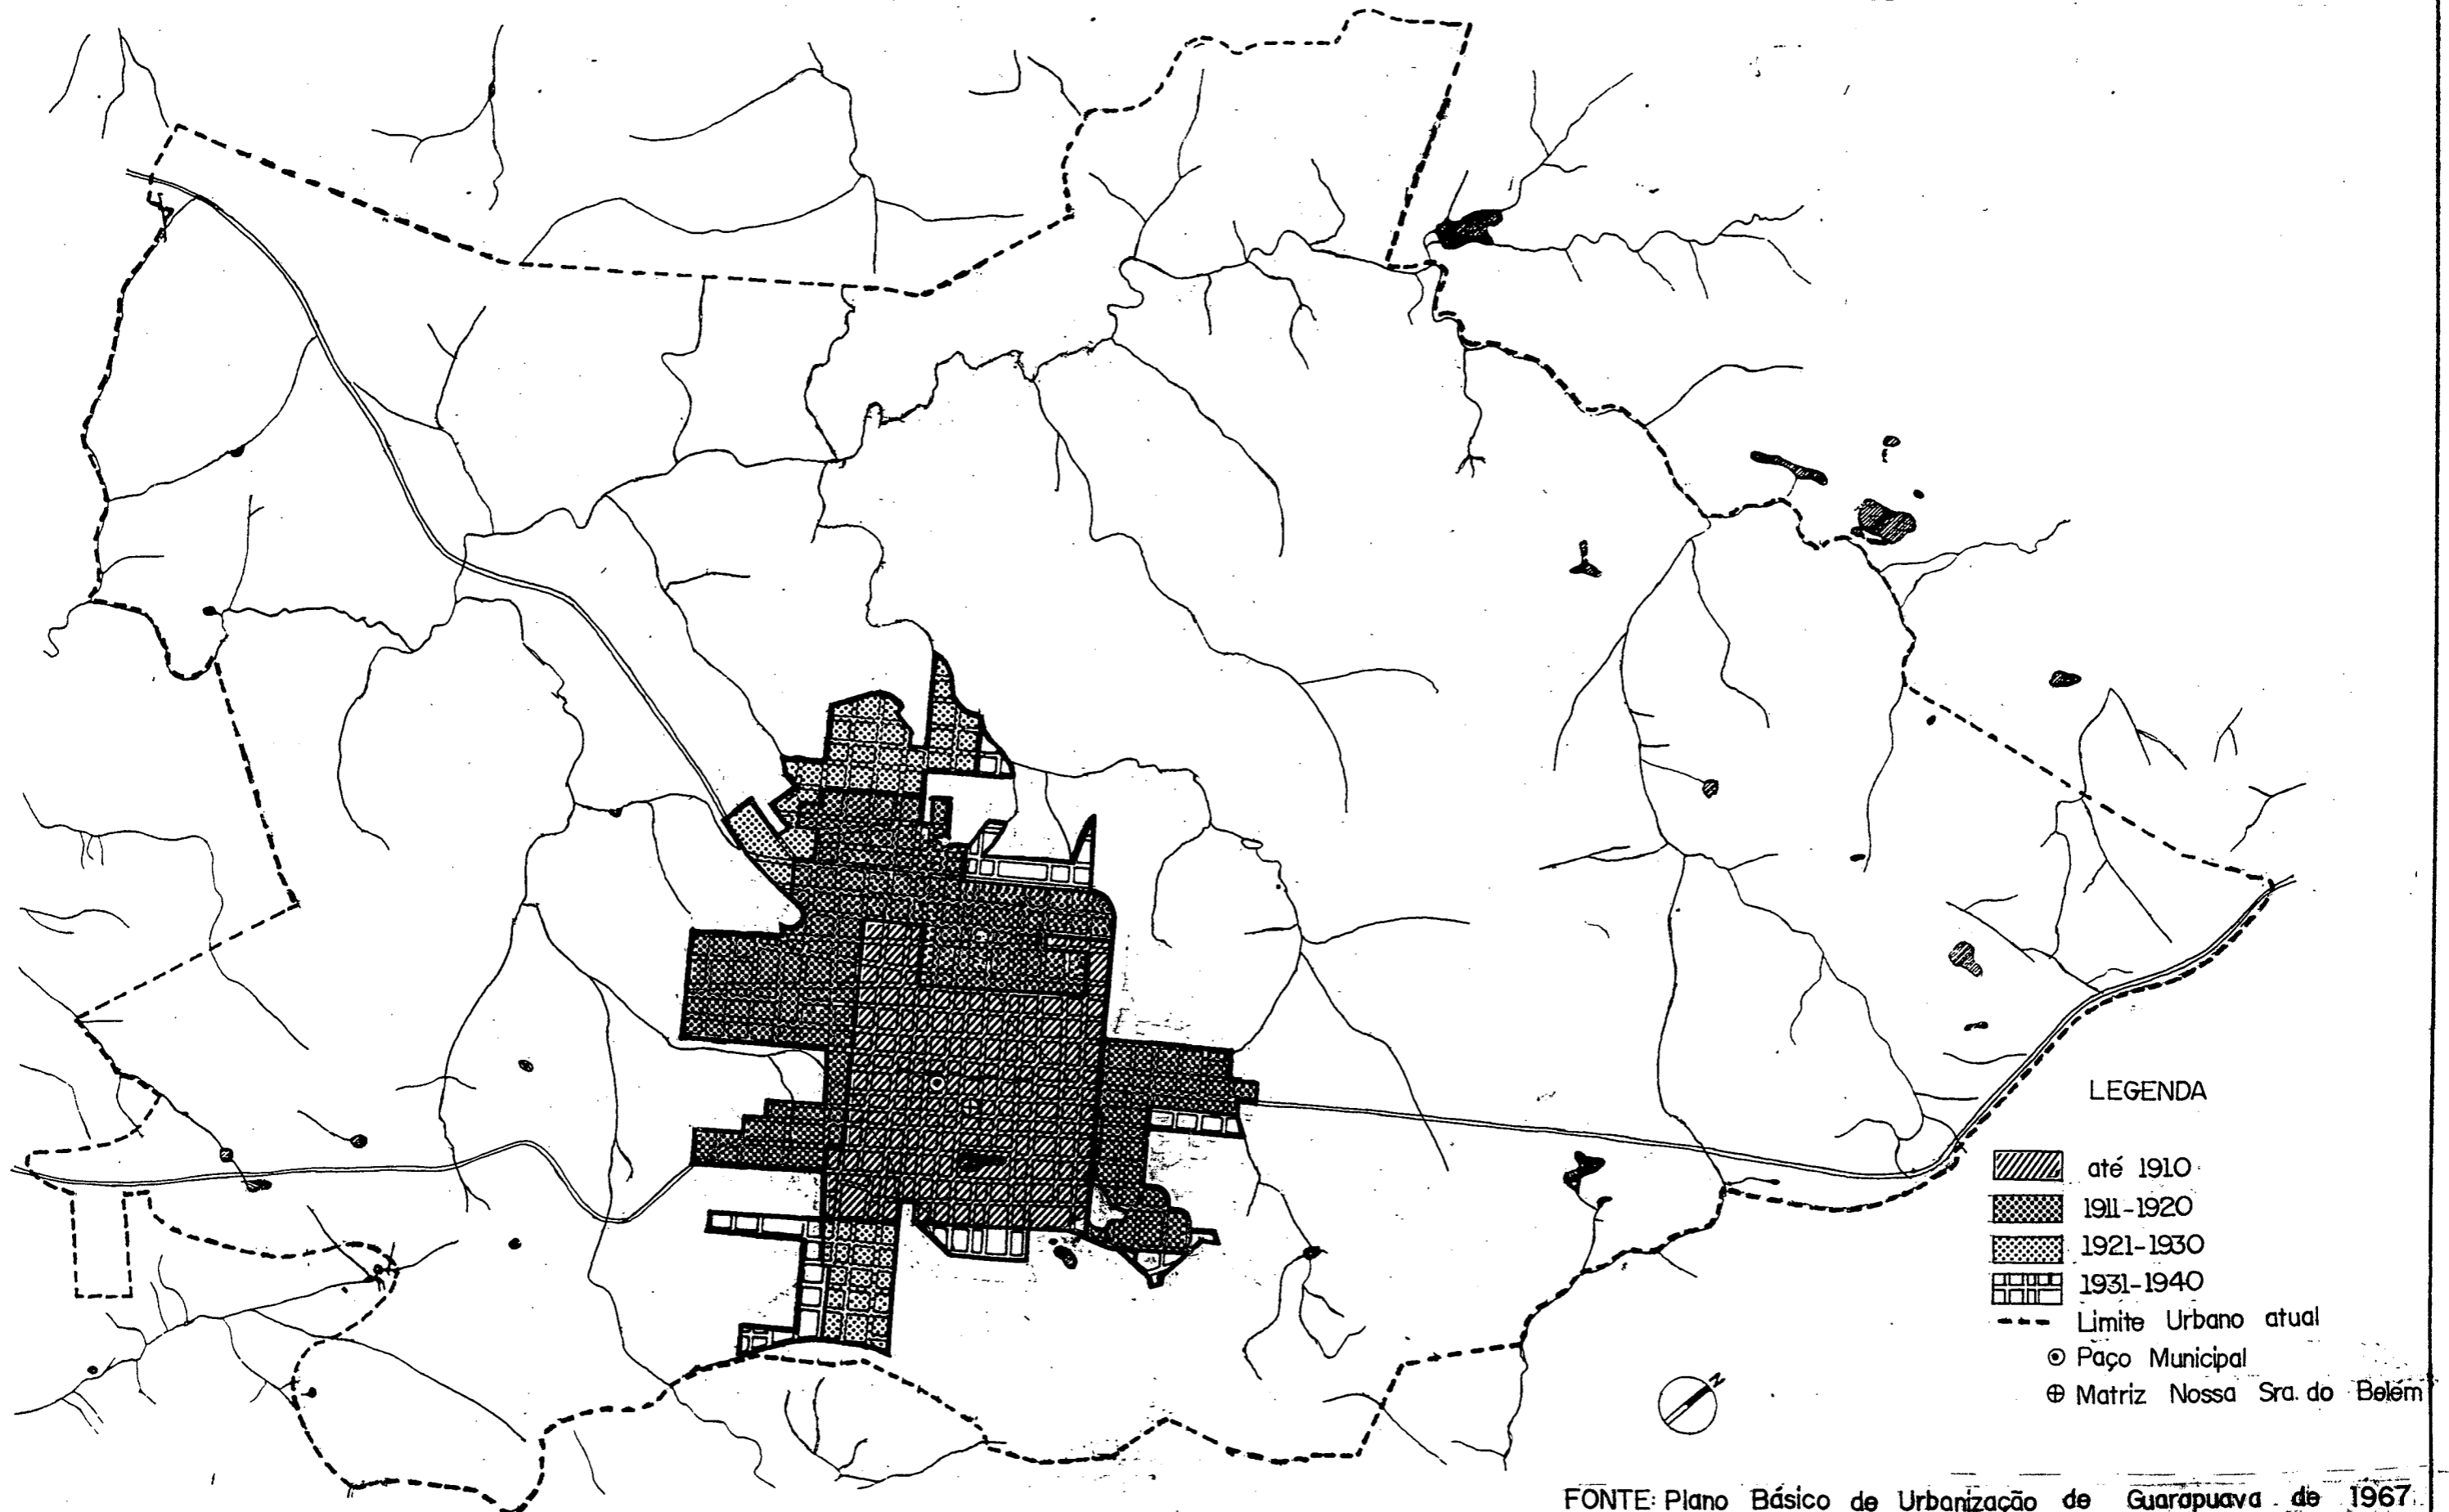 N
LEGENDA
até 1910
1911-1920
1921-1930
1931-1940
Limite Urbano atual
Paço Municipal
Matriz Nossa Sra. do Belém
FONTE: Plano Básico de Urbanização de Guarapuava de 1967.